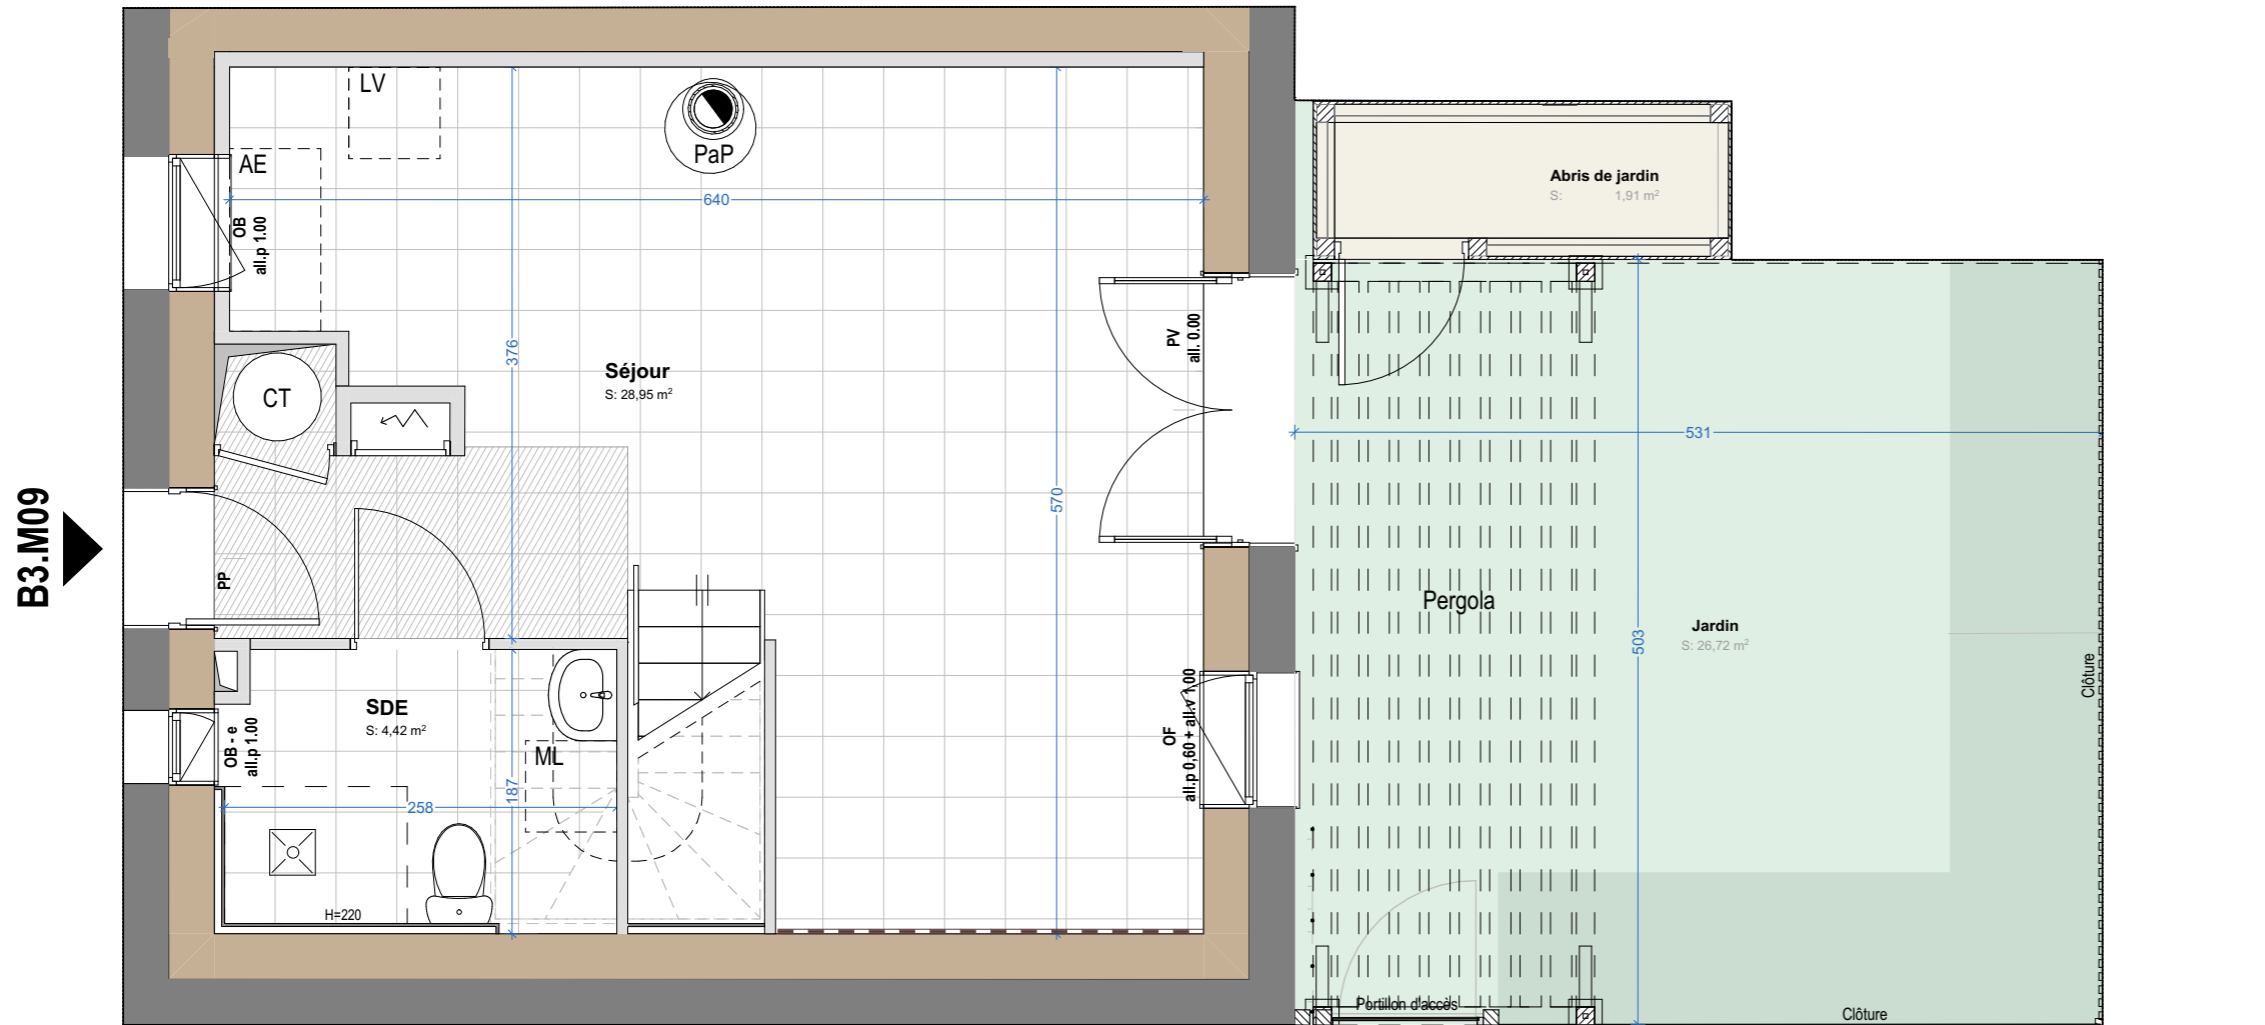 B3.M09
LV
AE
OB
all.p 1.00
PaP
640
376
Séjour
S: 28,95 m²
CT
PP
570
PV
all. 0.00
SDE
S: 4,42 m²
OB - e
all.p 1.00
ML
187
258
H=220
OF
all.p 0,60 + all.v 1.00
Abris de jardin
S: 1,91 m²
531
Pergola
503
Jardin
S: 26,72 m²
Clôture
Portillon d'accès
Clôture